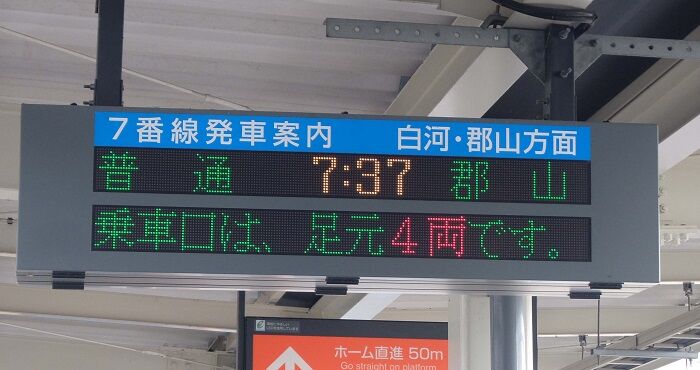 7番線発車案内 白河・郡山方面
普通 7:37 郡山
乗車口は、足元4両です。
ホーム直進 50m
Go straight on platform